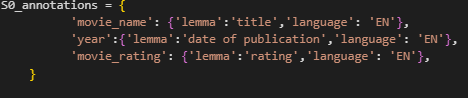 S0_annotations = {
'movie_name': {'lemma':'title','language': 'EN'},
'year':{'lemma':'date of publication','language': 'EN'},
'movie_rating': {'lemma':'rating','language': 'EN'},
}